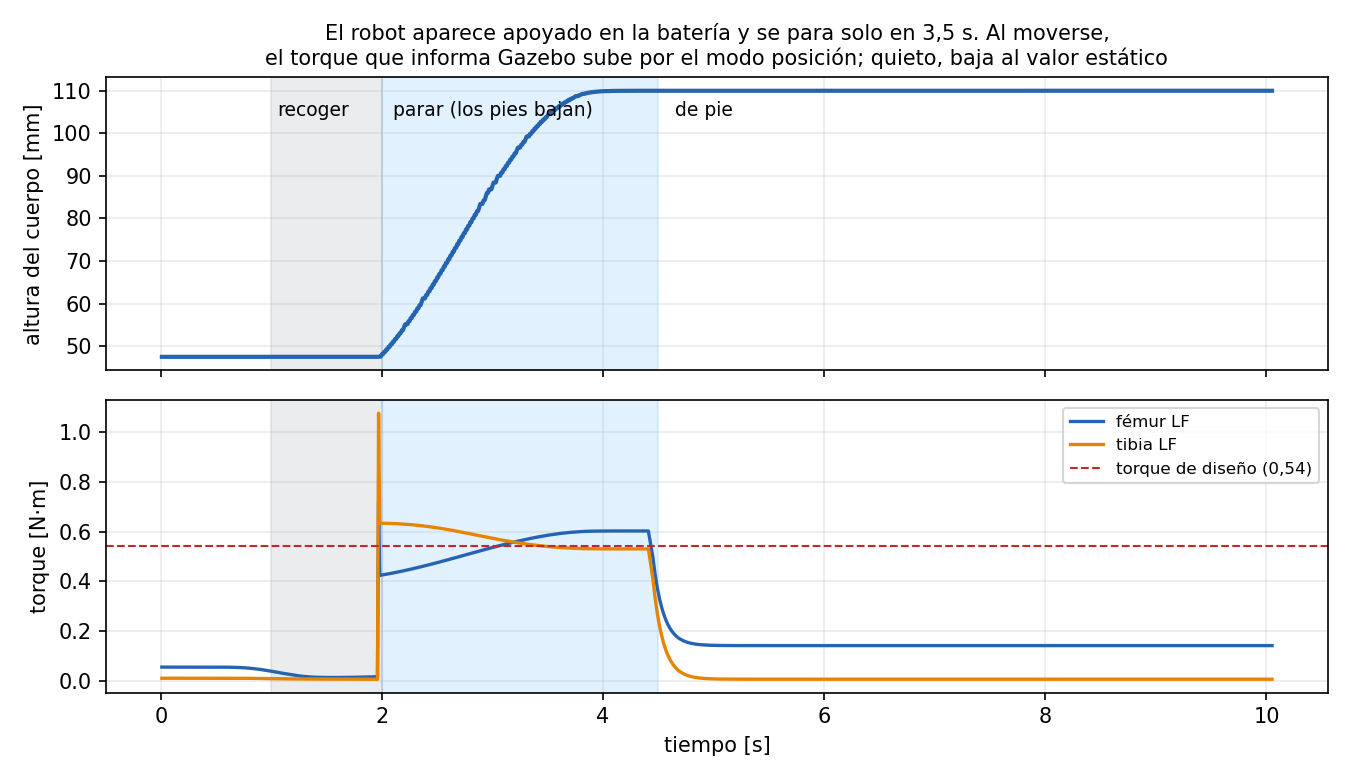 El robot aparece apoyado en la batería y se para solo en 3,5 s. Al moverse,
el torque que informa Gazebo sube por el modo posición; quieto, baja al valor estático
altura del cuerpo [mm]
110
100
90
80
70
60
50
recoger
parar (los pies bajan)
de pie
torque [N·m]
1.0
0.8
0.6
0.4
0.2
0.0
fémur LF
tibia LF
torque de diseño (0,54)
0
2
4
6
8
10
tiempo [s]